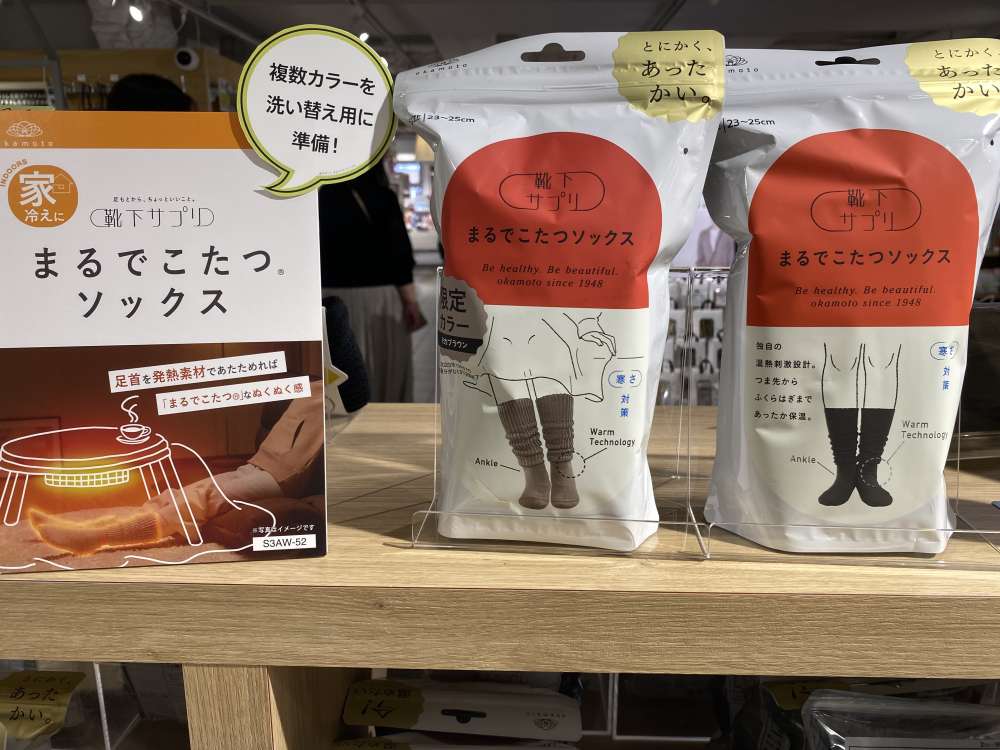 複数カラーを
洗い替え用に
準備！
okamoto
INDOORS
家
冷えに
足もとから、ちょっといいこと。
靴下サプリ
まるでこたつ®
ソックス
足首を発熱素材であたためれば
「まるでこたつ®」なぬくぬく感
※写真はイメージです
S3AW-52
okamoto
とにかく、
あった
かい。
23~25cm
靴下
サプリ
まるでこたつソックス
Be healthy. Be beautiful.
okamoto since 1948
限定
カラー
寒さ
対策
Warm
Technology
Ankle
とにかく、
あった
かい。
23~25cm
靴下
サプリ
まるでこたつソックス
Be healthy. Be beautiful.
okamoto since 1948
独自の
温熱刺激設計。
つま先から
ふくらはぎまで
あったか保温。
寒さ
対策
Warm
Technology
Ankle
あった
かい。